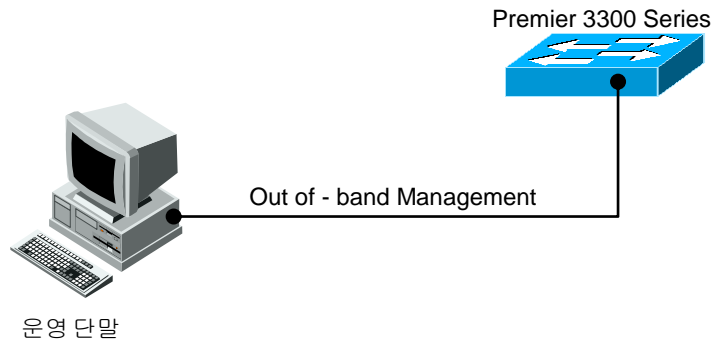 Premier 3300 Series
Out of - band Management
운영 단말